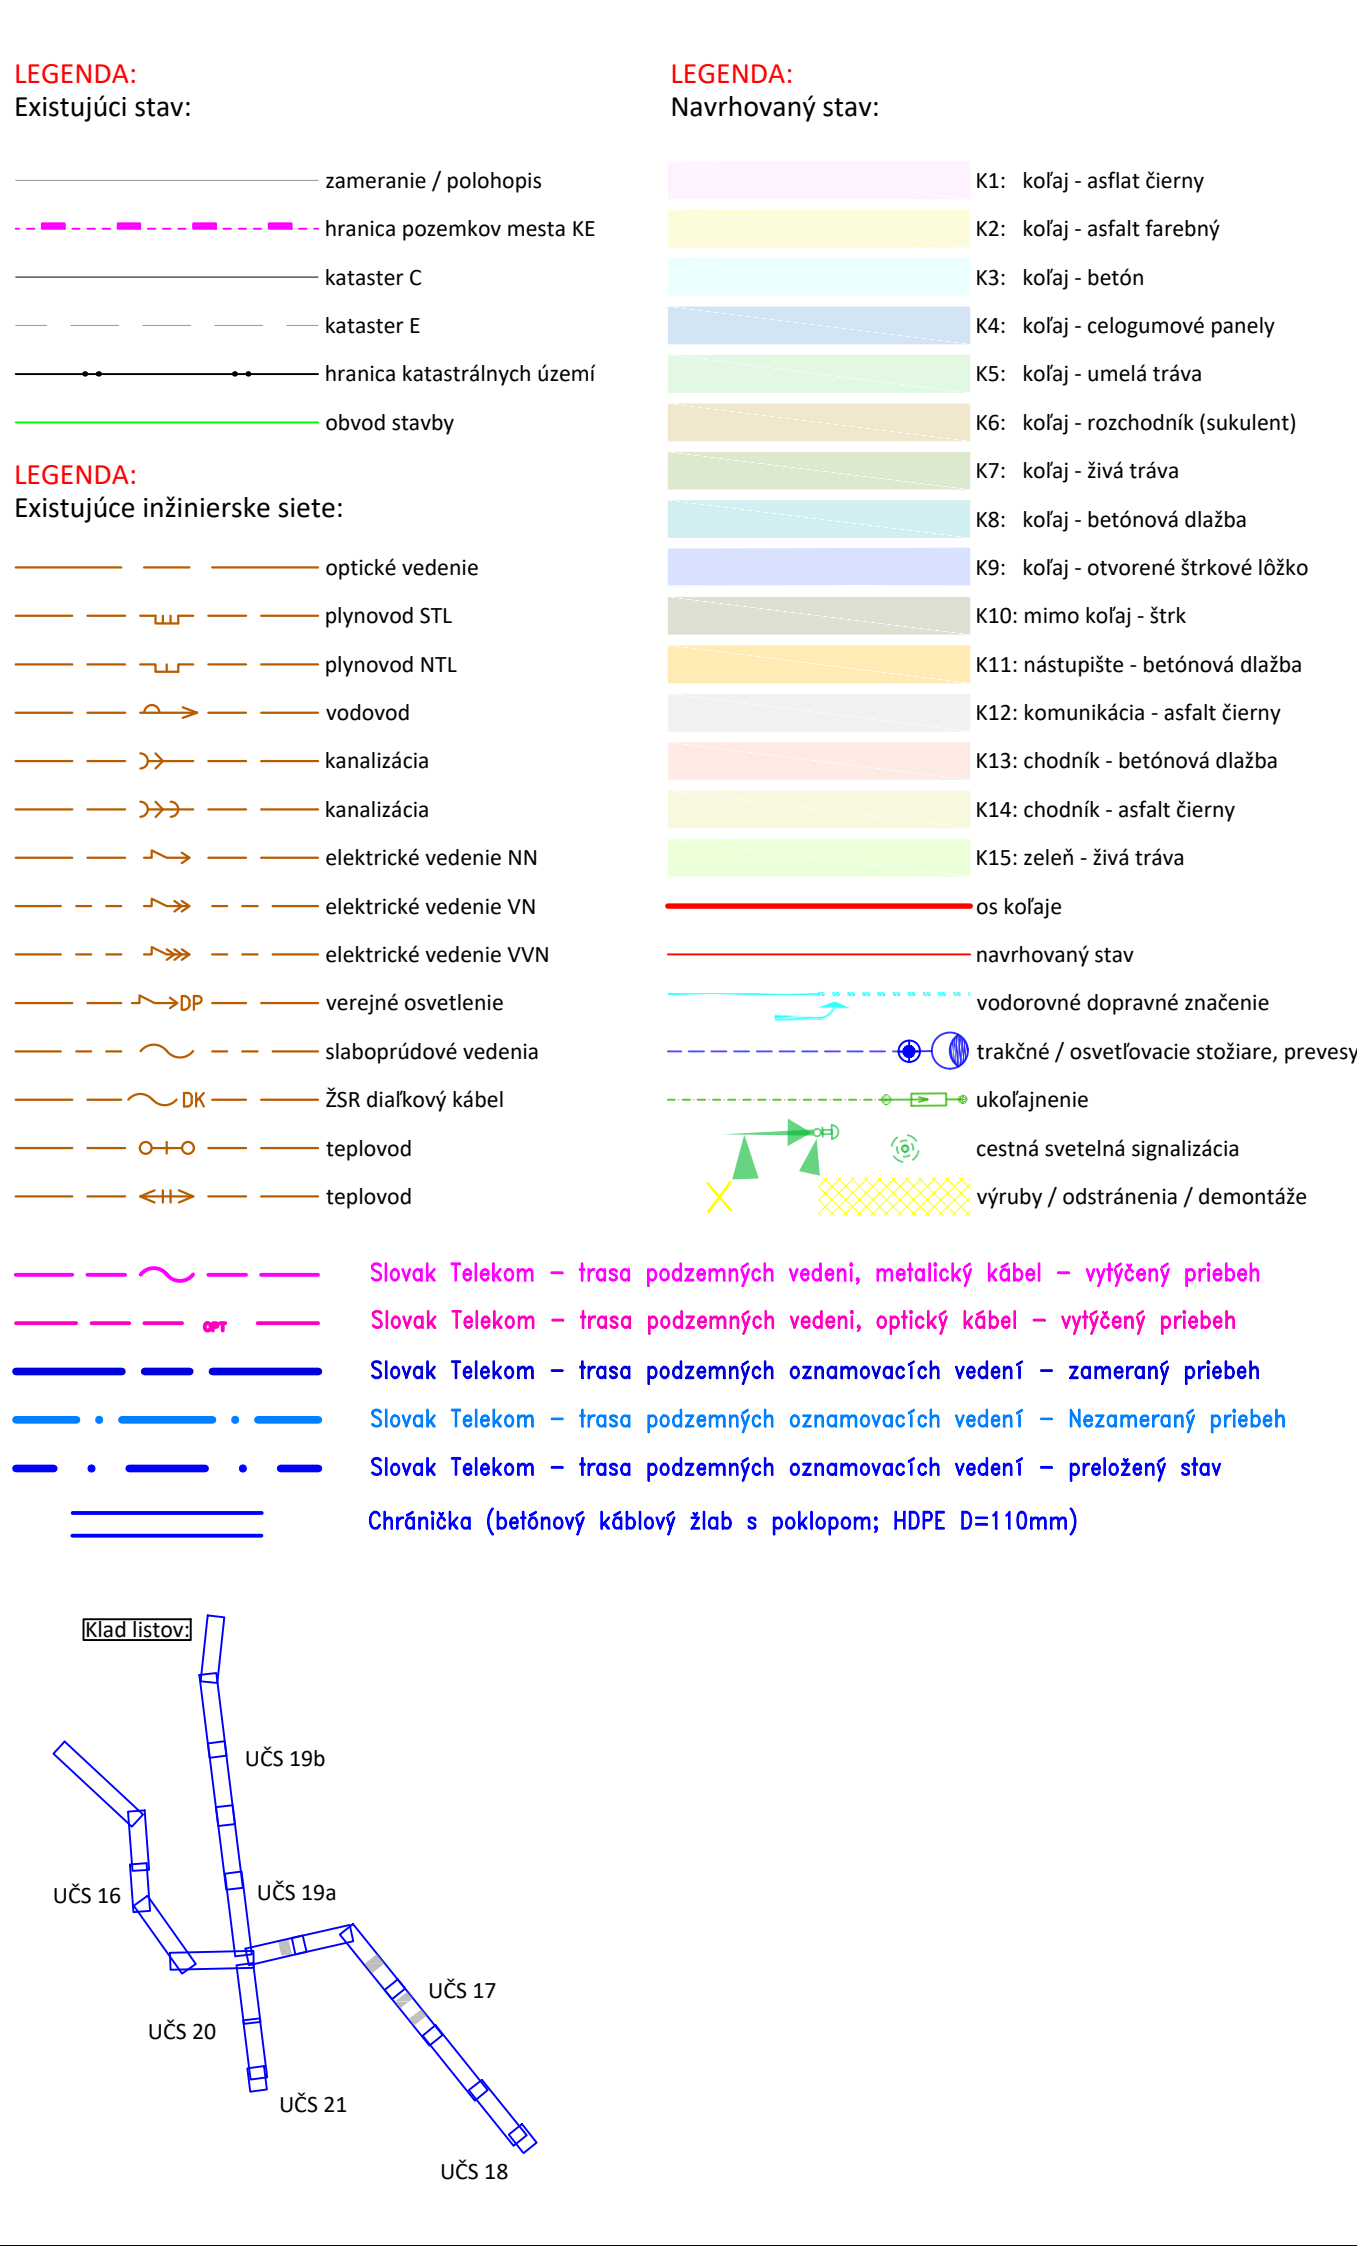 LEGENDA:
Existujúci stav:
zameranie / polohopis
hranica pozemkov mesta KE
kataster C
kataster E
hranica katastrálnych území
obvod stavby
LEGENDA:
Existujúce inžinierske siete:
optické vedenie
plynovod STL
plynovod NTL
vodovod
kanalizácia
kanalizácia
elektrické vedenie NN
elektrické vedenie VN
elektrické vedenie VVN
DP verejné osvetlenie
slaboprúdové vedenia
DK ŽSR diaľkový kábel
teplovod
teplovod
LEGENDA:
Navrhovaný stav:
K1: koľaj - asflat čierny
K2: koľaj - asfalt farebný
K3: koľaj - betón
K4: koľaj - celogumové panely
K5: koľaj - umelá tráva
K6: koľaj - rozchodník (sukulent)
K7: koľaj - živá tráva
K8: koľaj - betónová dlažba
K9: koľaj - otvorené štrkové lôžko
K10: mimo koľaj - štrk
K11: nástupište - betónová dlažba
K12: komunikácia - asfalt čierny
K13: chodník - betónová dlažba
K14: chodník - asfalt čierny
K15: zeleň - živá tráva
os koľaje
navrhovaný stav
vodorovné dopravné značenie
trakčné / osvetľovacie stožiare, prevesy
ukoľajnenie
cestná svetelná signalizácia
výruby / odstránenia / demontáže
Slovak Telekom – trasa podzemných vedeni, metalický kábel – vytýčený priebeh
OPT Slovak Telekom – trasa podzemných vedeni, optický kábel – vytýčený priebeh
Slovak Telekom – trasa podzemných oznamovacích vedení – zameraný priebeh
Slovak Telekom – trasa podzemných oznamovacích vedení – Nezameraný priebeh
Slovak Telekom – trasa podzemných oznamovacích vedení – preložený stav
Chránička (betónový káblový žlab s poklopom; HDPE D=110mm)
Klad listov:
UČS 19b
UČS 16
UČS 19a
UČS 17
UČS 20
UČS 21
UČS 18